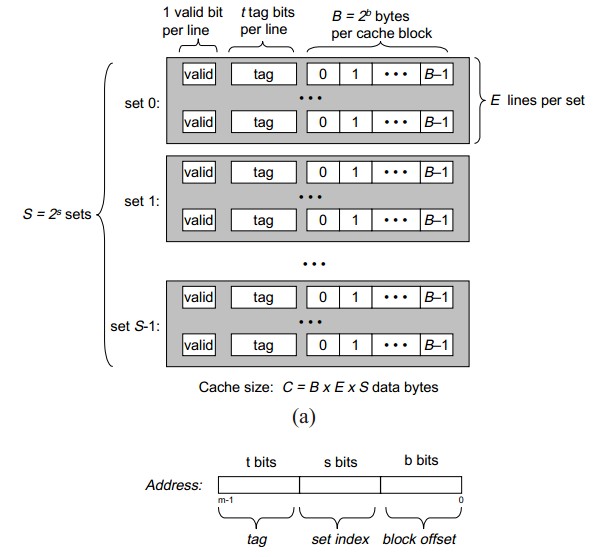 1 valid bit
per line
t tag bits
per line
B = 2^b bytes
per cache block
valid tag 0 1 • • • B–1
• • •
set 0:
valid tag 0 1 • • • B–1
E lines per set
valid tag 0 1 • • • B–1
set 1:
• • •
valid tag 0 1 • • • B–1
S = 2^s sets
• • •
valid tag 0 1 • • • B–1
set S-1:
• • •
valid tag 0 1 • • • B–1
Cache size: C = B x E x S data bytes
(a)
t bits s bits b bits
Address:
m-1 0
tag set index block offset